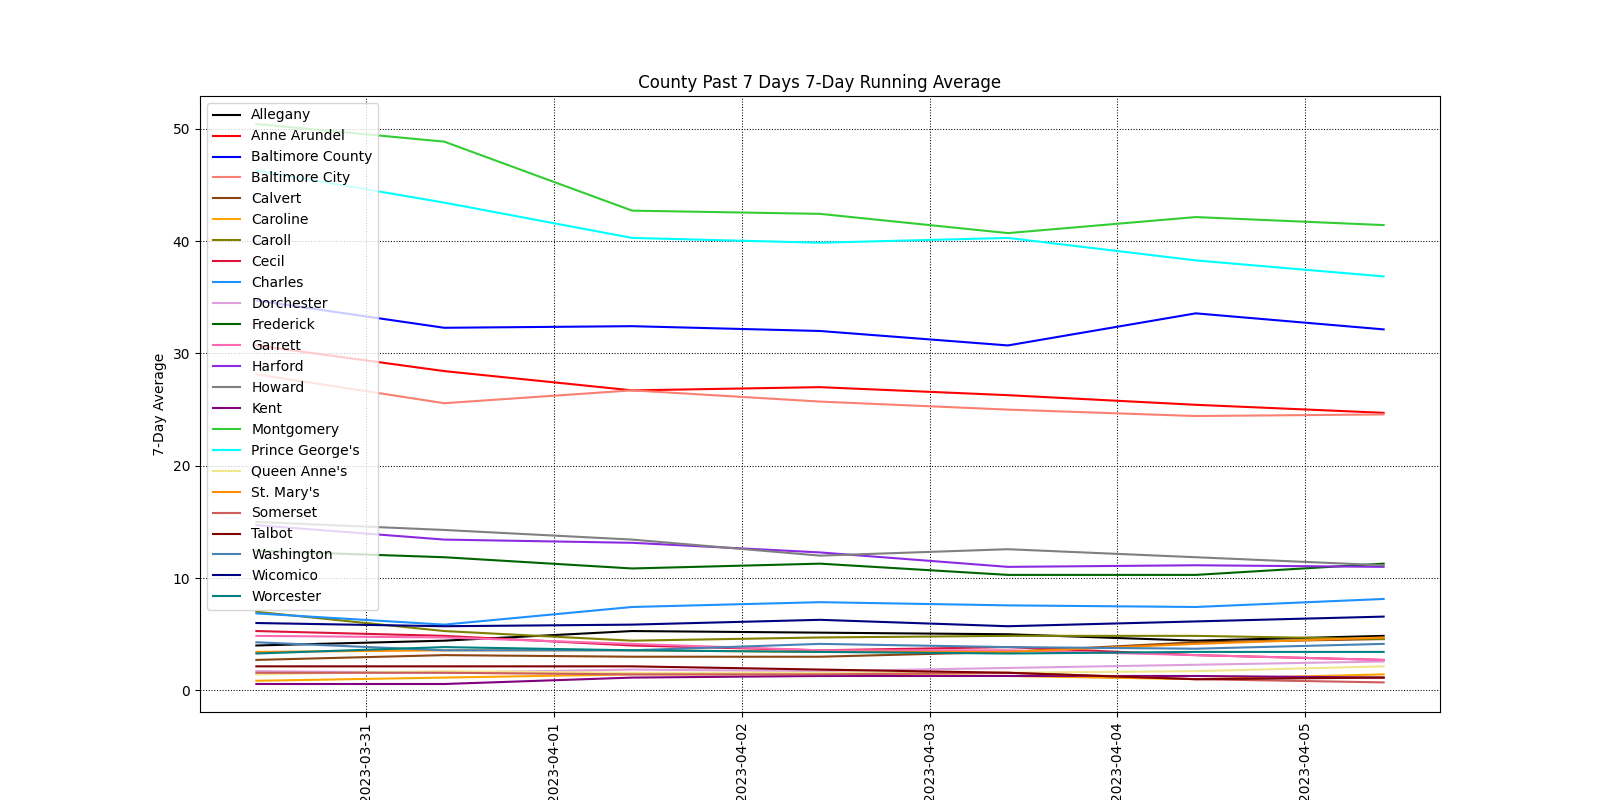 County Past 7 Days 7-Day Running Average
7-Day Average
50
40
30
20
10
0
Allegany
Anne Arundel
Baltimore County
Baltimore City
Calvert
Caroline
Caroll
Cecil
Charles
Dorchester
Frederick
Garrett
Harford
Howard
Kent
Montgomery
Prince George's
Queen Anne's
St. Mary's
Somerset
Talbot
Washington
Wicomico
Worcester
2023-03-31
2023-04-01
2023-04-02
2023-04-03
2023-04-04
2023-04-05